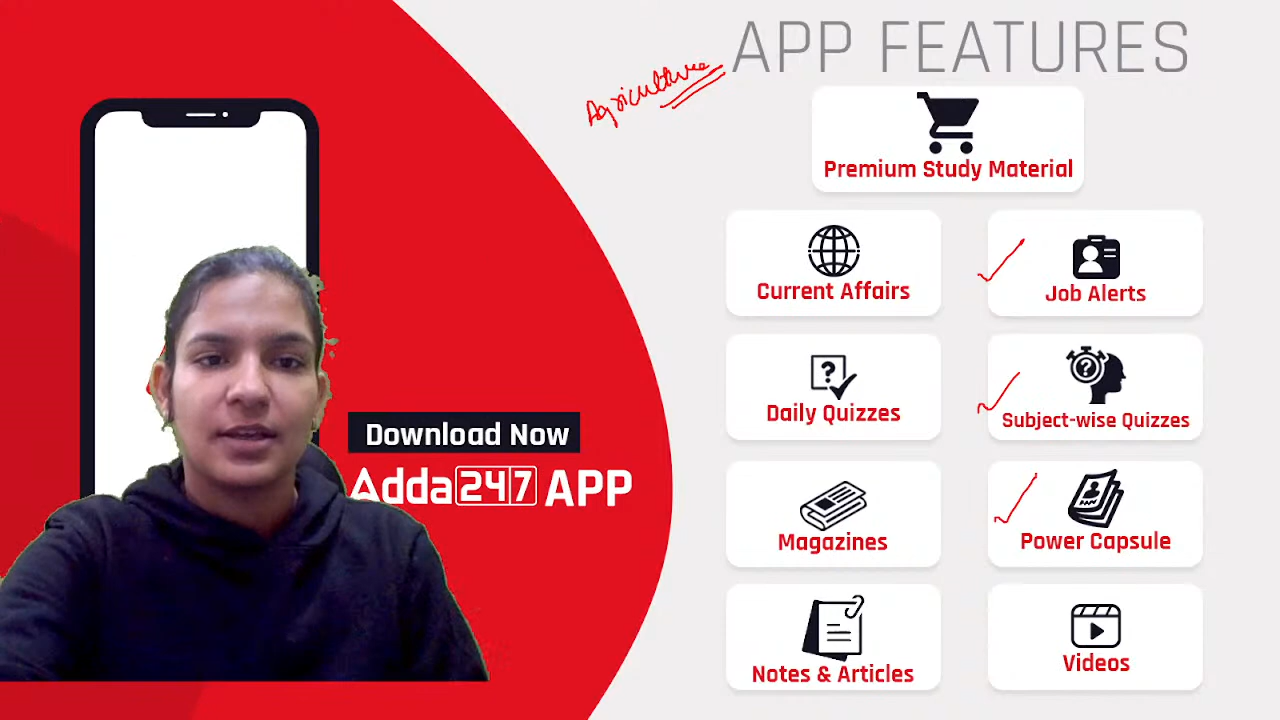 APP FEATURES
Agriculture
Premium Study Material
Current Affairs
Job Alerts
Daily Quizzes
Subject-wise Quizzes
Download Now
Adda247 APP
Magazines
Power Capsule
Notes & Articles
Videos